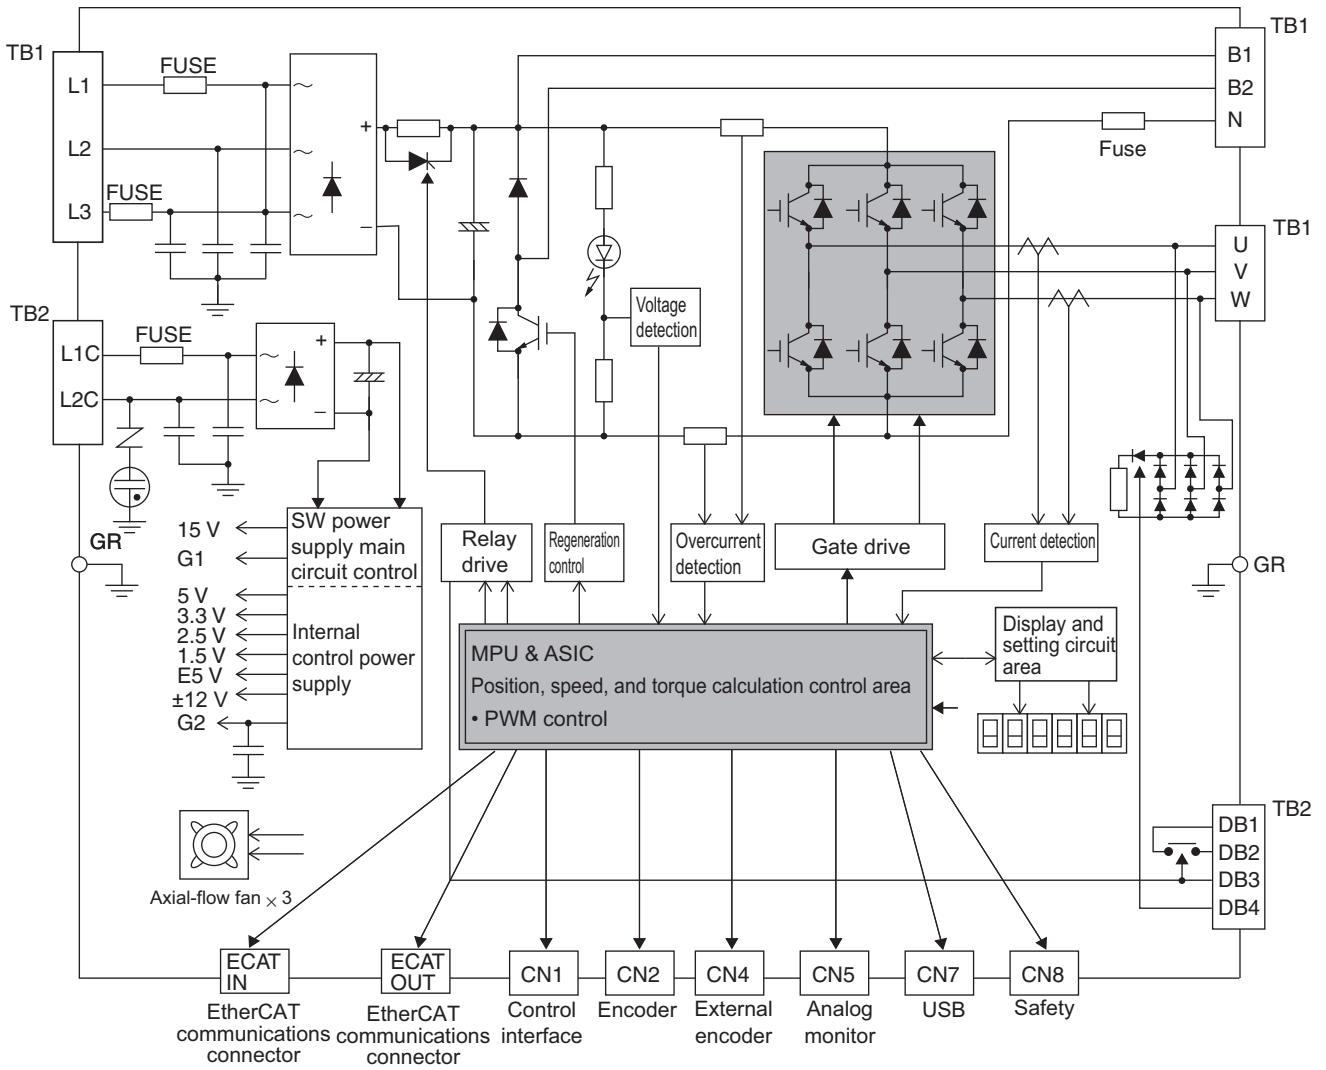 TB1
TB1
L1
FUSE
B1
B2
N
Fuse
L2
FUSE
L3
+
−
TB1
U
V
W
TB2
L1C
FUSE
L2C
+
−
Voltage
detection
SW power
supply main
circuit control
15 V
G1
GR
Relay
drive
Regeneration
control
Overcurrent
detection
Gate drive
Current detection
GR
5 V
3.3 V
2.5 V
1.5 V
E5 V
±12 V
G2
Internal
control power
supply
MPU & ASIC
Position, speed, and torque calculation control area
• PWM control
Display and
setting circuit
area
Axial-flow fan × 3
TB2
DB1
DB2
DB3
DB4
ECAT
IN
ECAT
OUT
CN1
CN2
CN4
CN5
CN7
CN8
EtherCAT
communications
connector
EtherCAT
communications
connector
Control
interface
Encoder
External
encoder
Analog
monitor
USB
Safety